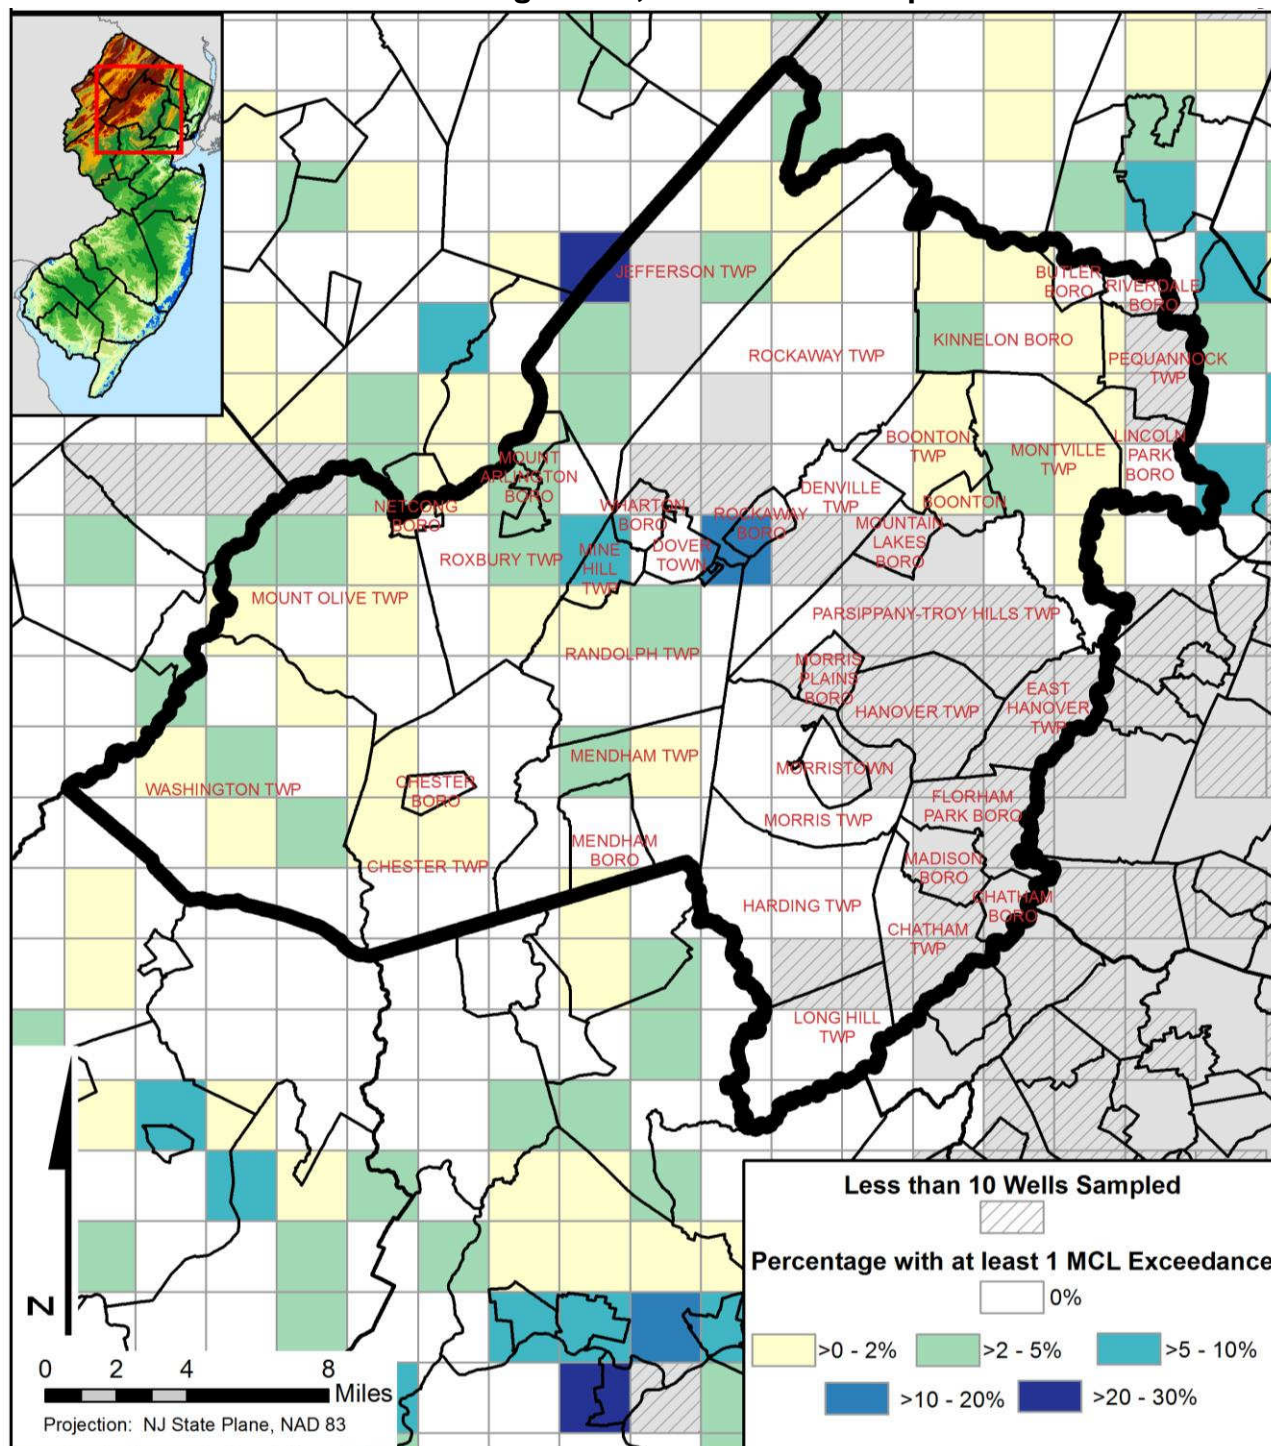 JEFFERSON TWP
BUTLER
BORO
RIVERDALE
BORO
ROCKAWAY TWP
KINNELON BORO
PEQUANNOCK
TWP
MOUNT
ARLINGTON
BORO
NETCONG
BORO
BOONTON
TWP
MONTVILLE
TWP
LINCOLN
PARK
BORO
WHARTON
BORO
ROCKAWAY
BORO
DENVILLE
TWP
BOONTON
ROXBURY TWP
MINE
HILL
TWP
DOVER
TOWN
MOUNTAIN
LAKES
BORO
MOUNT OLIVE TWP
PARSIPPANY-TROY HILLS TWP
RANDOLPH TWP
MORRIS
PLAINS
BORO
HANOVER TWP
EAST
HANOVER
TWP
WASHINGTON TWP
CHESTER
BORO
MENDHAM TWP
MORRISTOWN
FLORHAM
PARK BORO
MORRIS TWP
CHESTER TWP
MENDHAM
BORO
MADISON
BORO
HARDING TWP
CHATHAM
BORO
CHATHAM
TWP
LONG HILL
TWP
N
0 2 4 8 Miles
Projection: NJ State Plane, NAD 83
Less than 10 Wells Sampled
Percentage with at least 1 MCL Exceedance
0%
>0 - 2% >2 - 5% >5 - 10%
>10 - 20% >20 - 30%